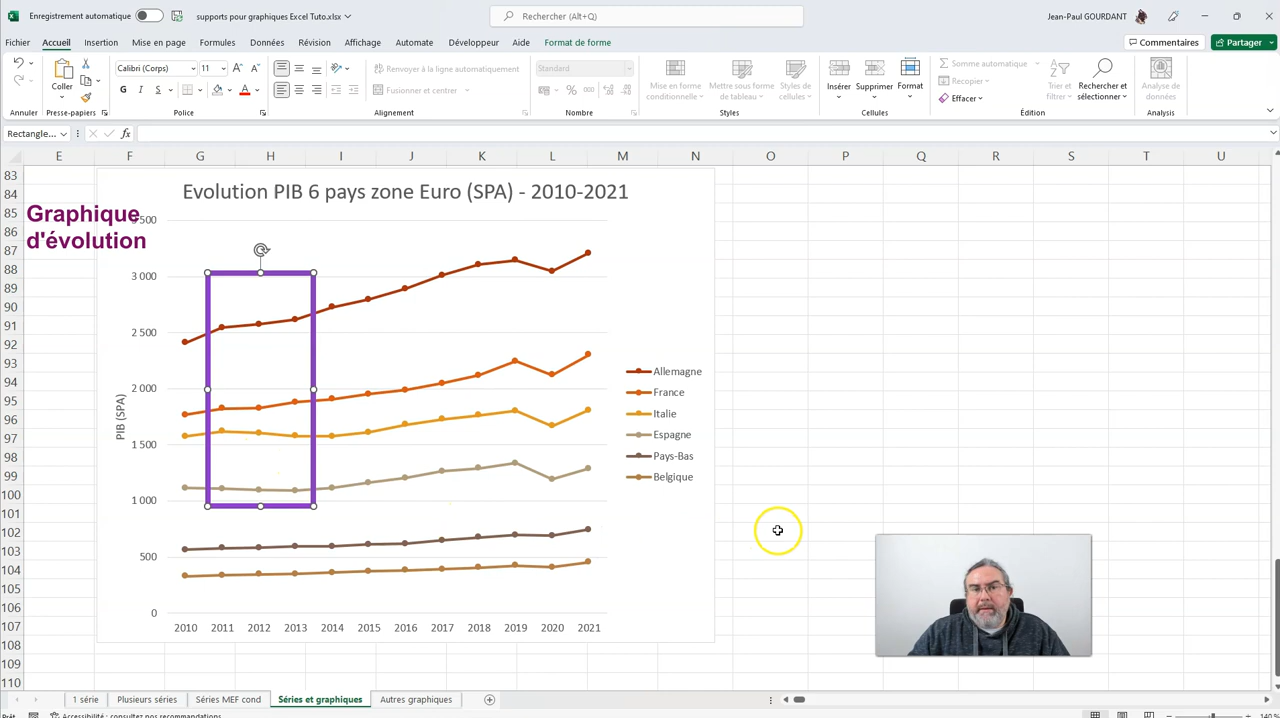 Enregistrement automatique
supports pour graphiques Excel Tuto.xlsx
Rechercher (Alt+Q)
Jean-Paul GOURDANT
Fichier Accueil Insertion Mise en page Formules Données Révision Affichage Automate Développeur Aide Format de forme
Commentaires Partager
Coller
Calibri (Corps) 11
G I S
Renvoyer à la ligne automatiquement
Fusionner et centrer
Standard
% 000
Mise en forme conditionnelle
Mettre sous forme de tableau
Styles de cellules
Insérer Supprimer Format
Somme automatique
Recopier
Effacer
Trier et filtrer
Rechercher et sélectionner
Analyse de données
Annuler Presse-papiers Police Alignement Nombre Styles Cellules Édition Analysis
Rectangle... fx
E F G H I J K L M N O P Q R S T U
83
84
85
86
87
88
89
90
91
92
93
94
95
96
97
98
99
100
101
102
103
104
105
106
107
108
109
110
Graphique
d'évolution
Evolution PIB 6 pays zone Euro (SPA) - 2010-2021
500
3 000
2 500
2 000
1 500
1 000
500
0
PIB (SPA)
2010 2011 2012 2013 2014 2015 2016 2017 2018 2019 2020 2021
Allemagne
France
Italie
Espagne
Pays-Bas
Belgique
1 série Plusieurs séries Séries MEF cond Séries et graphiques Autres graphiques
Prêt Accessibilité : consultez nos recommandations 140 %